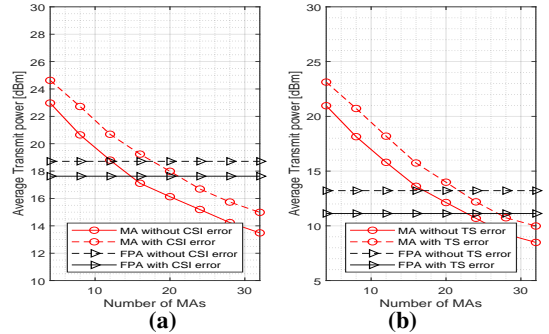 30
28
26
24
22
20
18
16
14
12
10
Average Transmit power [dBm]
MA without CSI error
MA with CSI error
FPA without CSI error
FPA with CSI error
10 20 30
Number of MAs
(a)
30
25
20
15
10
5
Average Transmit power [dBm]
MA without TS error
MA with TS error
FPA without TS error
FPA with TS error
10 20 30
Number of MAs
(b)